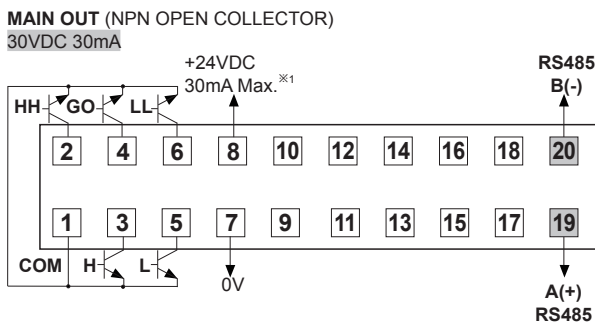 MAIN OUT (NPN OPEN COLLECTOR)
30VDC 30mA
+24VDC
30mA Max.※1
RS485
B(-)
HH GO LL
2 4 6 8 10 12 14 16 18 20
1 3 5 7 9 11 13 15 17 19
COM H L
0V
A(+)
RS485